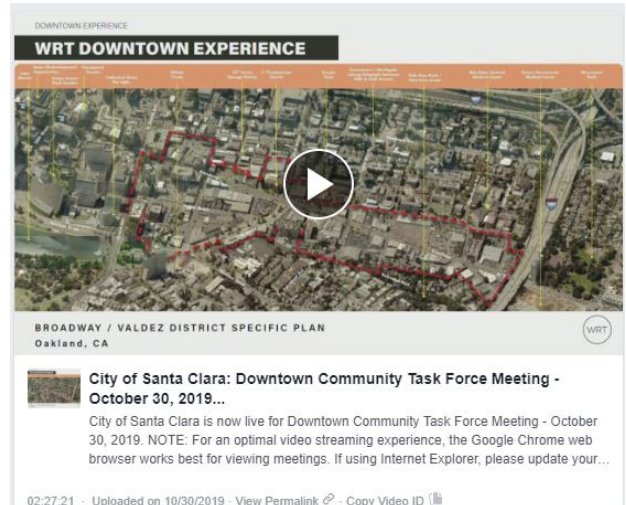 DOWNTOWN EXPERIENCE
WRT DOWNTOWN EXPERIENCE
BROADWAY / VALDEZ DISTRICT SPECIFIC PLAN
Oakland, CA
WRT
City of Santa Clara: Downtown Community Task Force Meeting -
October 30, 2019...
City of Santa Clara is now live for Downtown Community Task Force Meeting - October
30, 2019. NOTE: For an optimal video streaming experience, the Google Chrome web
browser works best for viewing meetings. If using Internet Explorer, please update your...
02:27:21 · Uploaded on 10/30/2019 · View Permalink · Copy Video ID